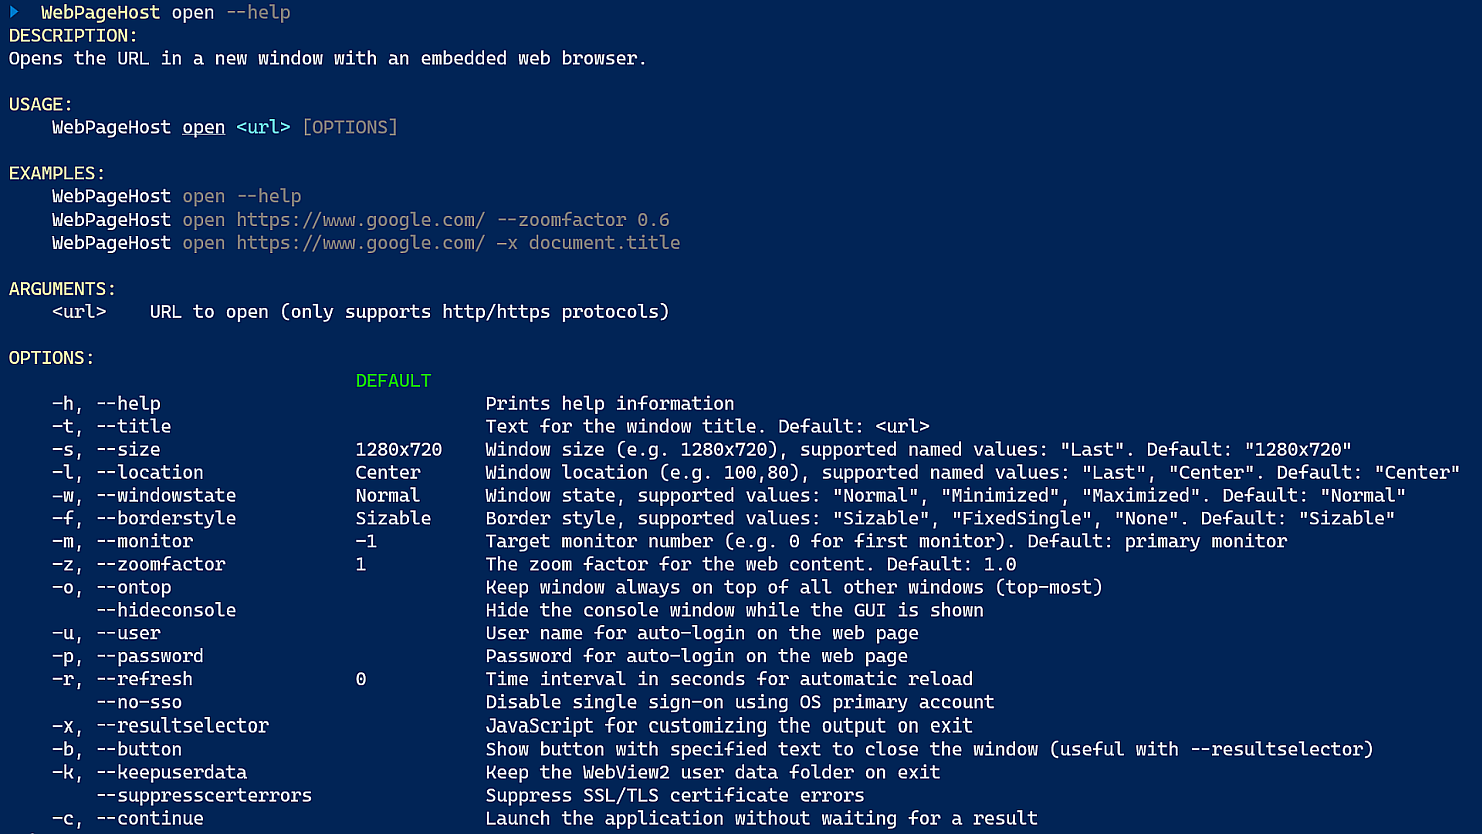 WebPageHost open --help
DESCRIPTION:
Opens the URL in a new window with an embedded web browser.
USAGE:
WebPageHost open <url> [OPTIONS]
EXAMPLES:
WebPageHost open --help
WebPageHost open https://www.google.com/ --zoomfactor 0.6
WebPageHost open https://www.google.com/ -x document.title
ARGUMENTS:
<url> URL to open (only supports http/https protocols)
OPTIONS:
DEFAULT
-h, --help Prints help information
-t, --title Text for the window title. Default: <url>
-s, --size 1280x720 Window size (e.g. 1280x720), supported named values: "Last". Default: "1280x720"
-l, --location Center Window location (e.g. 100,80), supported named values: "Last", "Center". Default: "Center"
-w, --windowstate Normal Window state, supported values: "Normal", "Minimized", "Maximized". Default: "Normal"
-f, --borderstyle Sizable Border style, supported values: "Sizable", "FixedSingle", "None". Default: "Sizable"
-m, --monitor -1 Target monitor number (e.g. 0 for first monitor). Default: primary monitor
-z, --zoomfactor 1 The zoom factor for the web content. Default: 1.0
-o, --ontop Keep window always on top of all other windows (top-most)
--hideconsole Hide the console window while the GUI is shown
-u, --user User name for auto-login on the web page
-p, --password Password for auto-login on the web page
-r, --refresh 0 Time interval in seconds for automatic reload
--no-sso Disable single sign-on using OS primary account
-x, --resultselector JavaScript for customizing the output on exit
-b, --button Show button with specified text to close the window (useful with --resultselector)
-k, --keepuserdata Keep the WebView2 user data folder on exit
--suppresscerterrors Suppress SSL/TLS certificate errors
-c, --continue Launch the application without waiting for a result